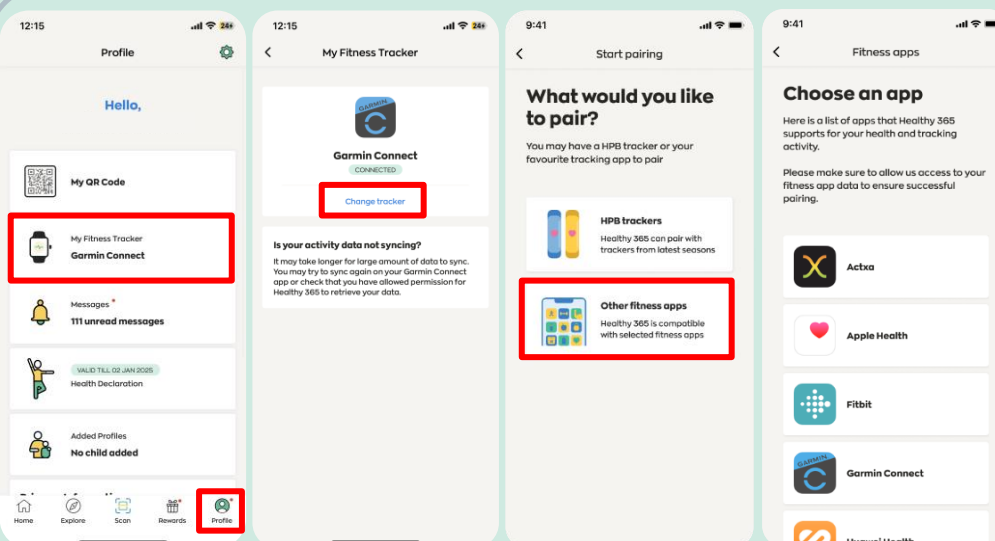 12:15
24+
Profile
Hello,
My QR Code
My Fitness Tracker
Garmin Connect
Messages
111 unread messages
VALID TILL 02 JAN 2025
Health Declaration
Added Profiles
No child added
Home
Explore
Scan
Rewards
Profile
12:15
24+
My Fitness Tracker
GARMIN
Garmin Connect
CONNECTED
Change tracker
Is your activity data not syncing?
It may take longer for large amount of data to sync.
You may try to sync again on your Garmin Connect
app or check that you have allowed permission for
Healthy 365 to retrieve your data.
9:41
Start pairing
What would you like
to pair?
You may have a HPB tracker or your
favourite tracking app to pair
HPB trackers
Healthy 365 can pair with
trackers from latest seasons
Other fitness apps
Healthy 365 is compatible
with selected fitness apps
9:41
Fitness apps
Choose an app
Here is a list of apps that Healthy 365
supports for your health and tracking
activity.
Please make sure to allow us access to your
fitness app data to ensure successful
pairing.
Actxa
Apple Health
Fitbit
GARMIN
Garmin Connect
Huawei Health